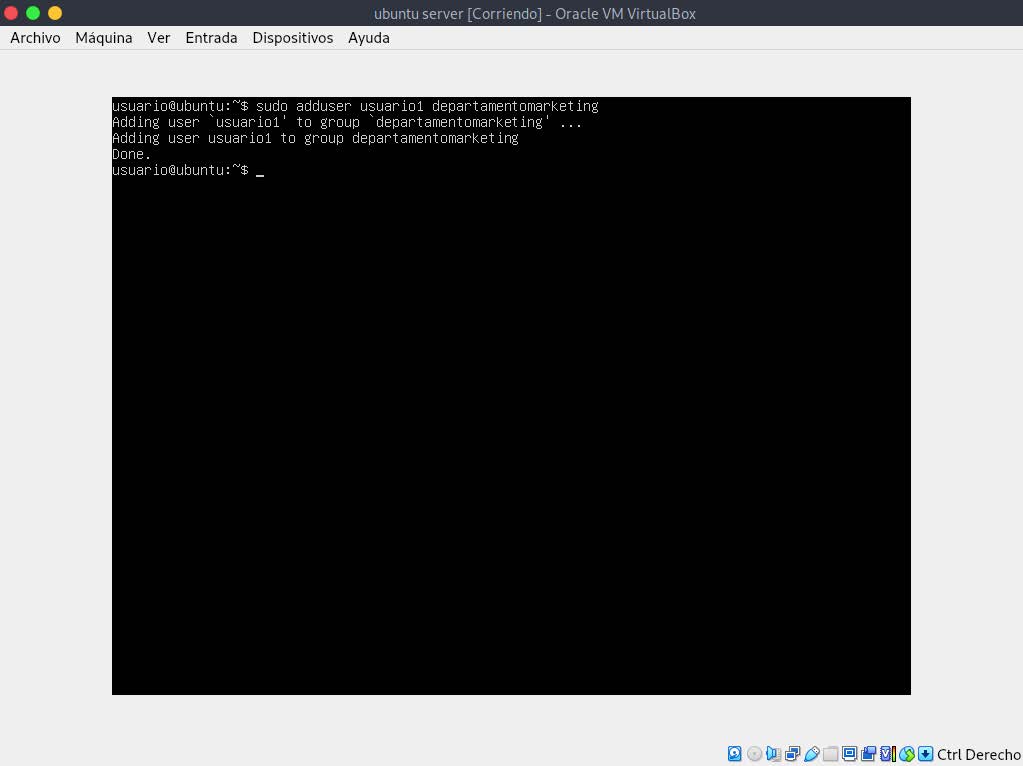 ubuntu server [Corriendo] - Oracle VM VirtualBox
Archivo Máquina Ver Entrada Dispositivos Ayuda
usuario@ubuntu:~$ sudo adduser usuario1 departamentomarketing
Adding user `usuario1' to group `departamentomarketing' ...
Adding user usuario1 to group departamentomarketing
Done.
usuario@ubuntu:~$ _
Ctrl Derecho